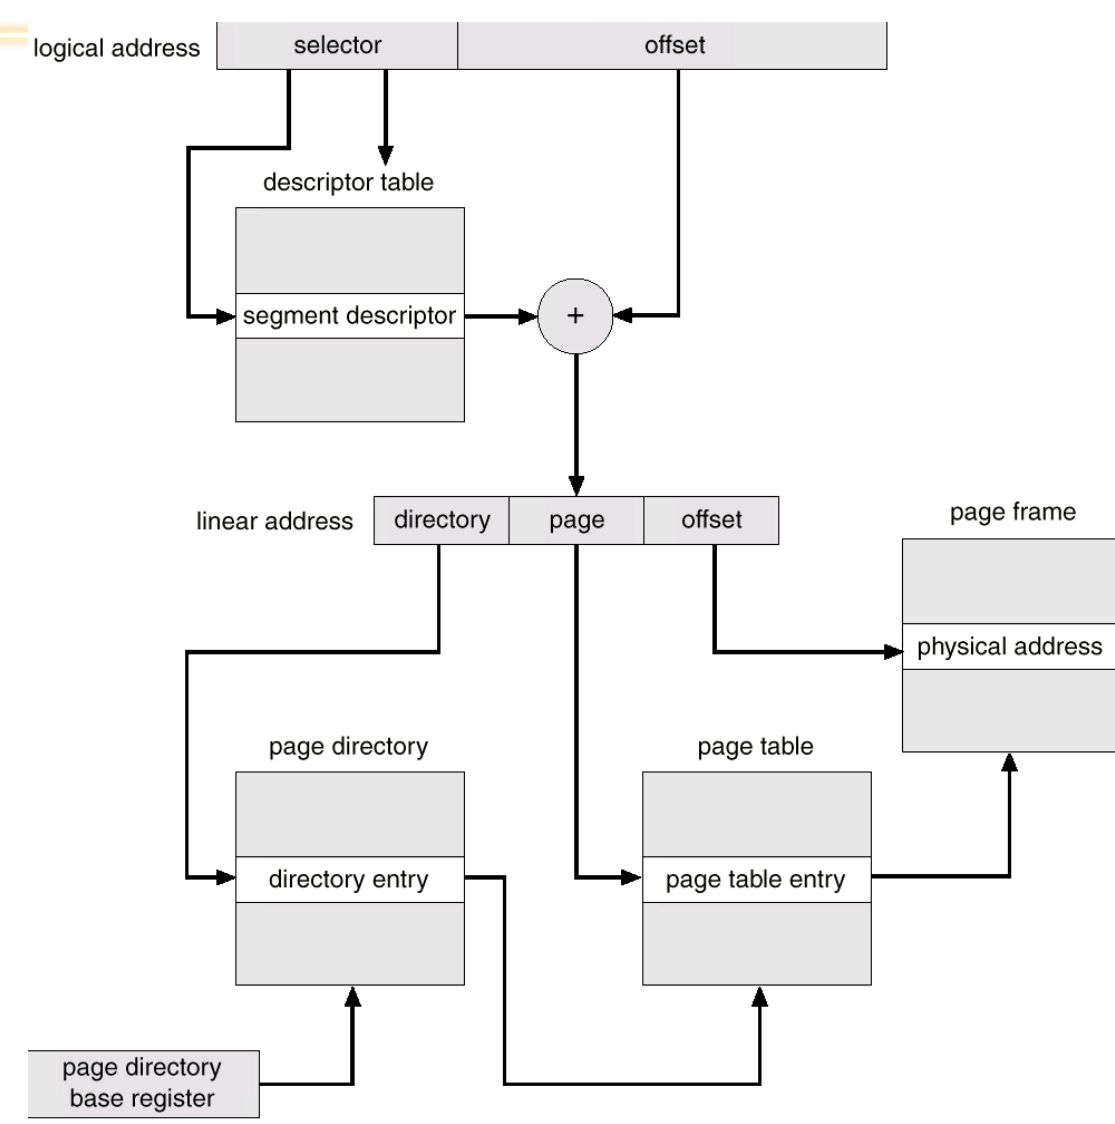 logical address
selector
offset
descriptor table
segment descriptor
+
linear address
directory
page
offset
page frame
physical address
page directory
page table
directory entry
page table entry
page directory
base register